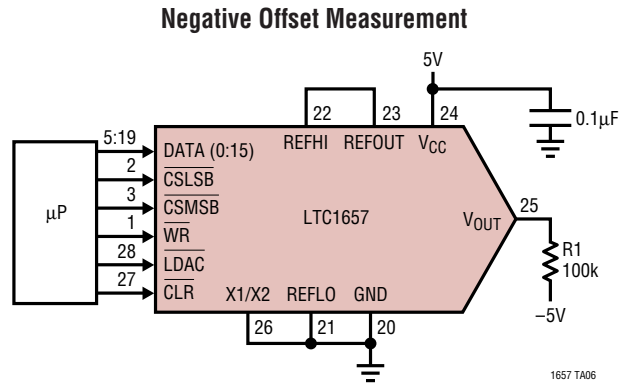 Negative Offset Measurement
5V
22 23 24
0.1µF
5:19 DATA (0:15) REFHI REFOUT VCC
2 CSLSB
3 CSMSB
25
µP LTC1657 VOUT
1 WR
R1
100k
28 LDAC
27 CLR X1/X2 REFLO GND
–5V
26 21 20
1657 TA06